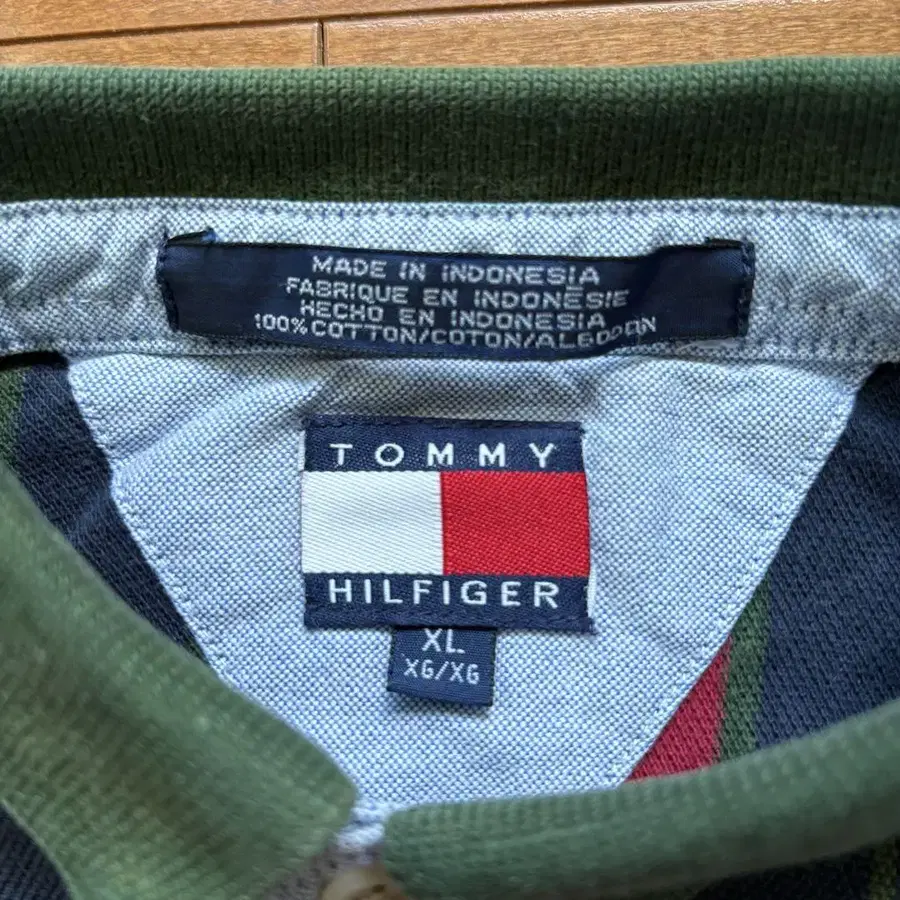 MADE IN INDONESIA
FABRIQUE EN INDONÉSIE
HECHO EN INDONESIA
100% COTTON/COTON/ALGODON
TOMMY
HILFIGER
XL
XG/XG